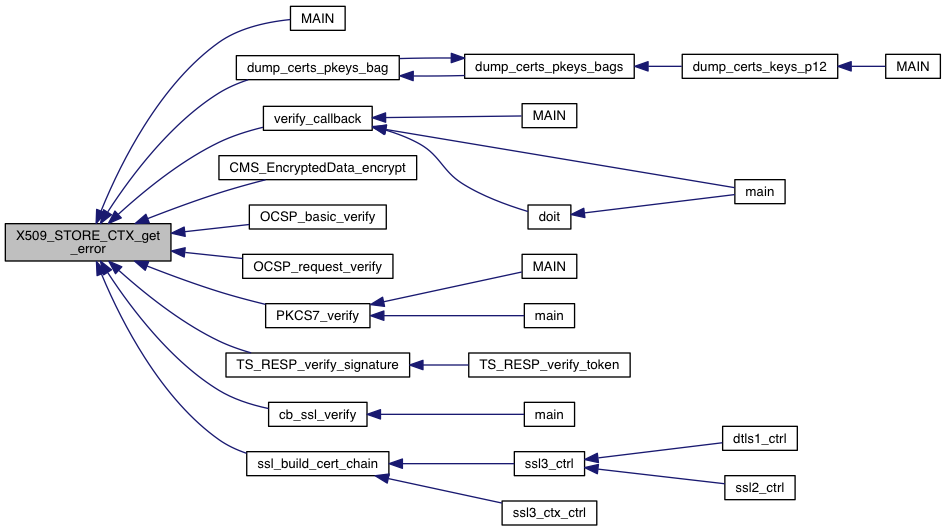 MAIN
dump_certs_pkeys_bag
dump_certs_pkeys_bags
dump_certs_keys_p12
MAIN
verify_callback
MAIN
CMS_EncryptedData_encrypt
main
OCSP_basic_verify
doit
X509_STORE_CTX_get
_error
OCSP_request_verify
MAIN
PKCS7_verify
main
TS_RESP_verify_signature
TS_RESP_verify_token
cb_ssl_verify
main
dtls1_ctrl
ssl_build_cert_chain
ssl3_ctrl
ssl2_ctrl
ssl3_ctx_ctrl